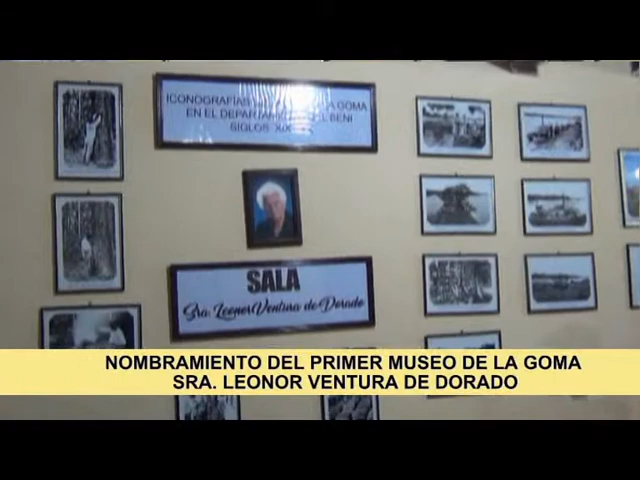 ICONOGRAFIAS LA GOMA
EN EL DEL BENI
SIGLOS XIX
SALA
Sra. Leonor Ventura de Dorado
NOMBRAMIENTO DEL PRIMER MUSEO DE LA GOMA
SRA. LEONOR VENTURA DE DORADO